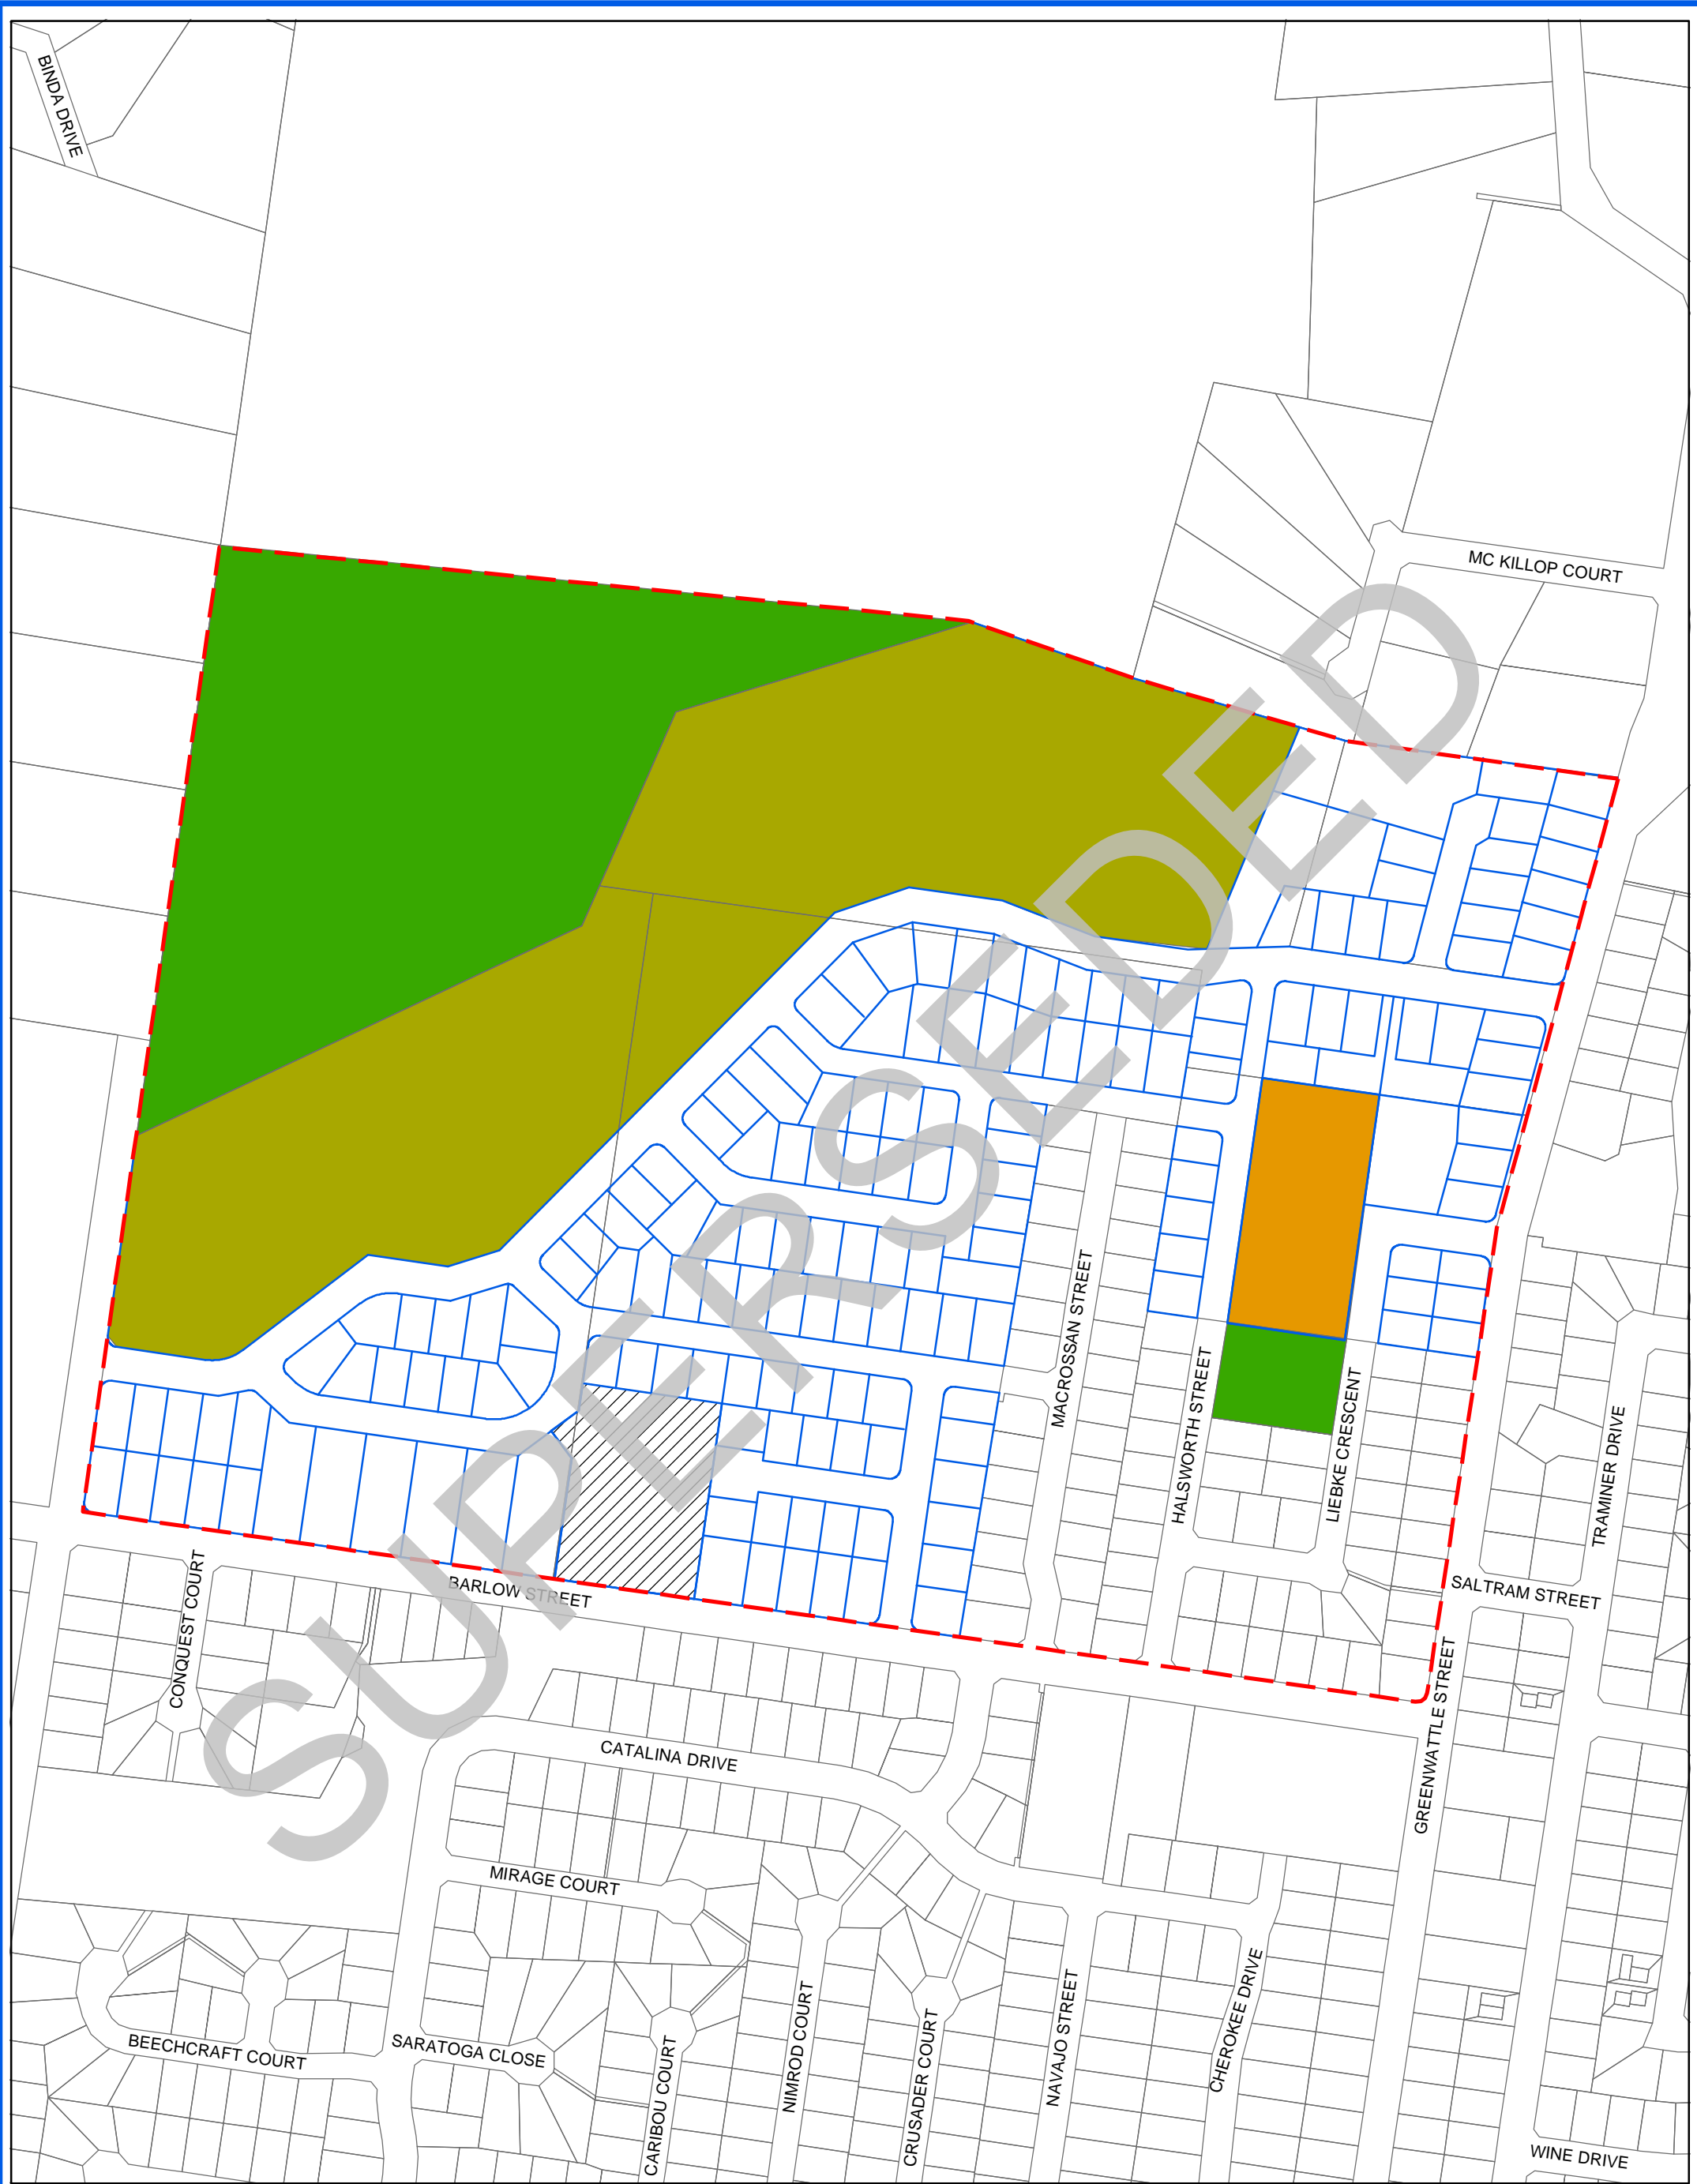 BINDA DRIVE
MC KILLOP COURT
SUPERSEDED
MACROSSAN STREET
HALSWORTH STREET
LIEBKE CRESCENT
TRAMINER DRIVE
CONQUEST COURT
BARLOW STREET
SALTRAM STREET
GREENWATTLE STREET
CATALINA DRIVE
MIRAGE COURT
BEECHCRAFT COURT
SARATOGA CLOSE
CARIBOU COURT
NIMROD COURT
CRUSADER COURT
NAVAJO STREET
CHEROKEE DRIVE
WINE DRIVE